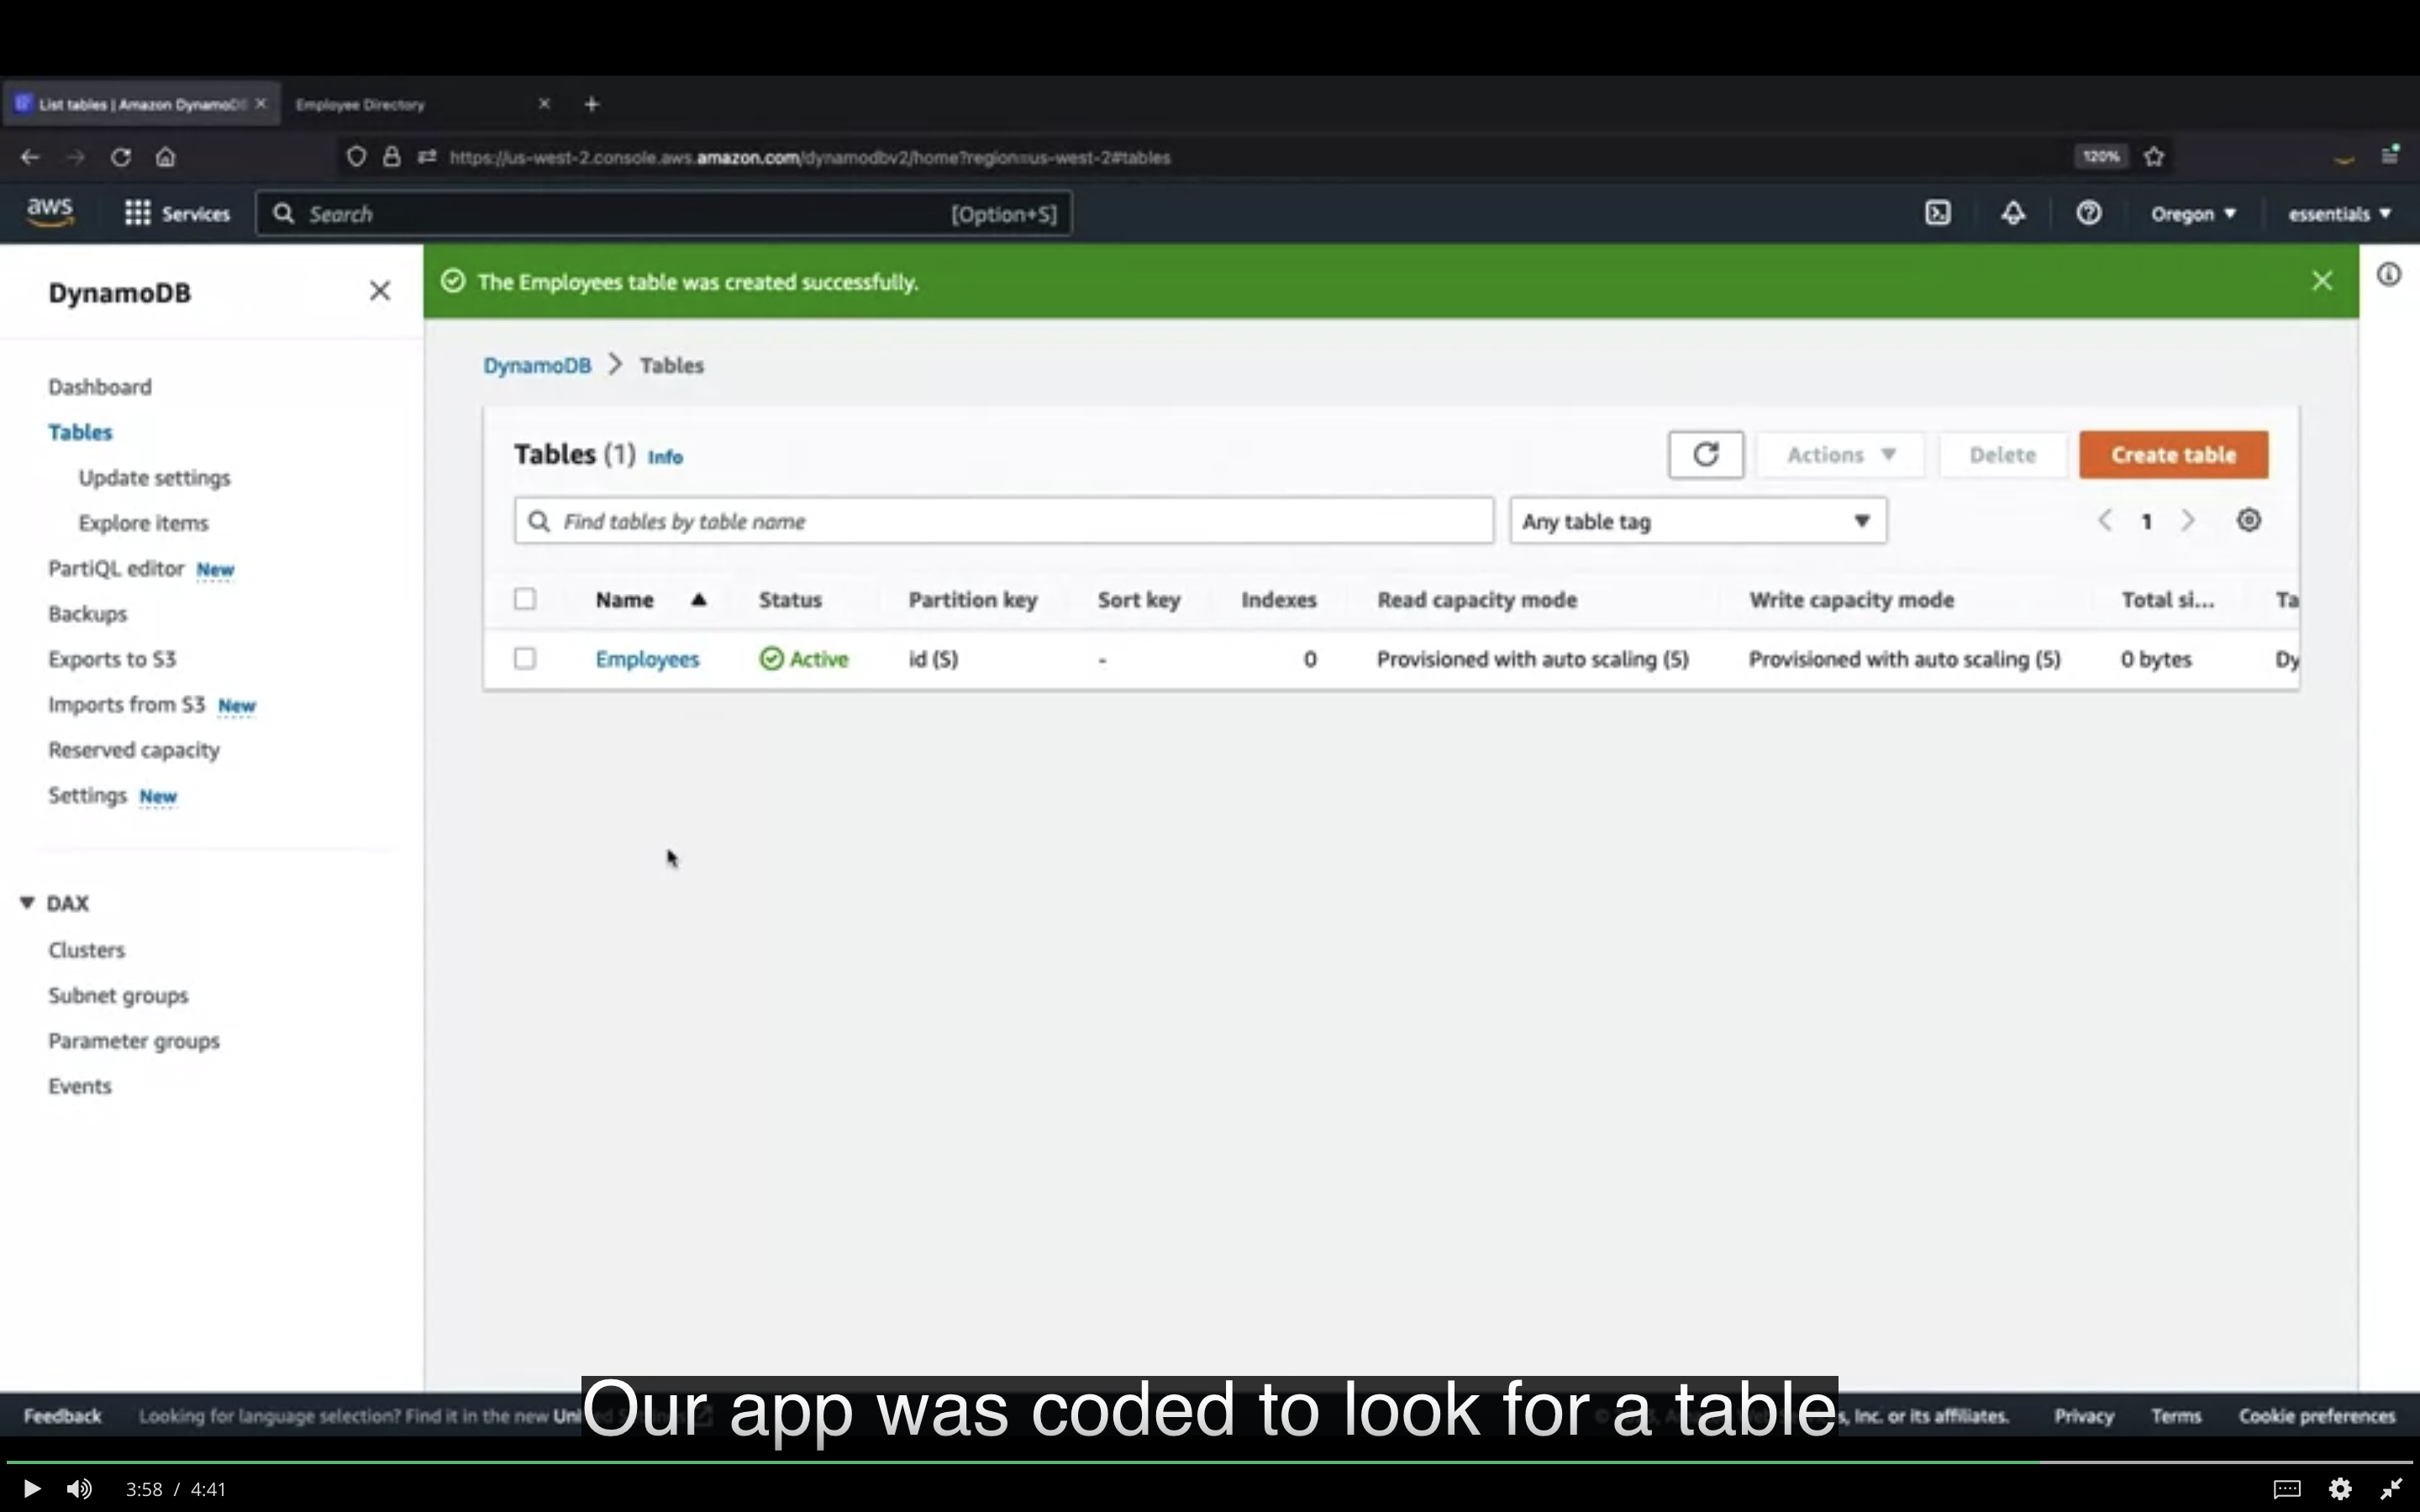 List tables | Amazon DynamoDB
Employee Directory
https://us-west-2.console.aws.amazon.com/dynamodbv2/home?region=us-west-2#tables
120%
aws
Services
Search
[Option+S]
Oregon
essentials
DynamoDB
The Employees table was created successfully.
Dashboard
Tables
Update settings
Explore items
PartiQL editor New
Backups
Exports to S3
Imports from S3 New
Reserved capacity
Settings New
DAX
Clusters
Subnet groups
Parameter groups
Events
DynamoDB > Tables
Tables (1) Info
Actions
Delete
Create table
Find tables by table name
Any table tag
1
Name Status Partition key Sort key Indexes Read capacity mode Write capacity mode Total si... Ta
Employees Active id (S) - 0 Provisioned with auto scaling (5) Provisioned with auto scaling (5) 0 bytes Dy
Feedback
Looking for language selection? Find it in the new
s, Inc. or its affiliates.
Privacy
Terms
Cookie preferences
Our app was coded to look for a table
3:58 / 4:41